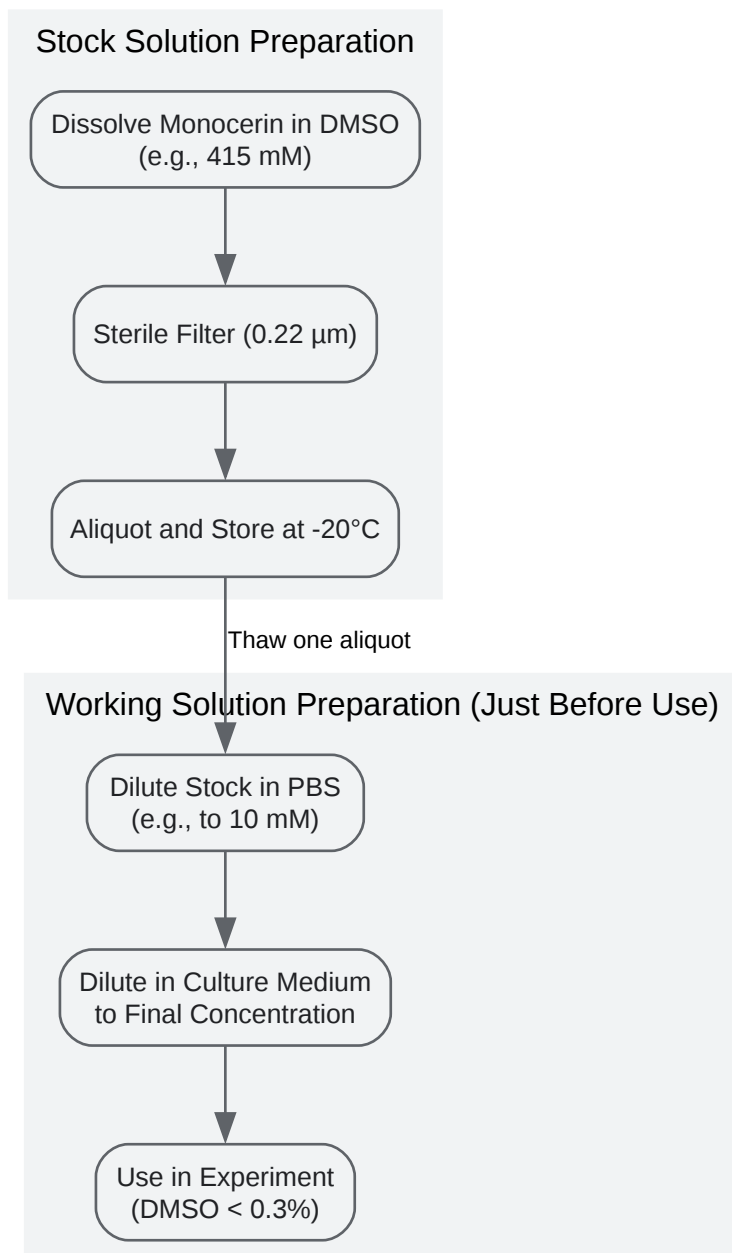 Stock Solution Preparation
Dissolve Monocerin in DMSO
(e.g., 415 mM)
Sterile Filter (0.22 µm)
Aliquot and Store at -20°C
Thaw one aliquot
Working Solution Preparation (Just Before Use)
Dilute Stock in PBS
(e.g., to 10 mM)
Dilute in Culture Medium
to Final Concentration
Use in Experiment
(DMSO < 0.3%)